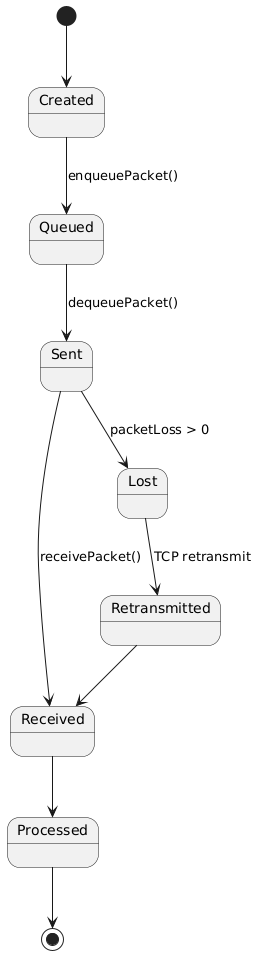 Created
enqueuePacket()
Queued
dequeuePacket()
Sent
packetLoss > 0
Lost
receivePacket()
TCP retransmit
Retransmitted
Received
Processed